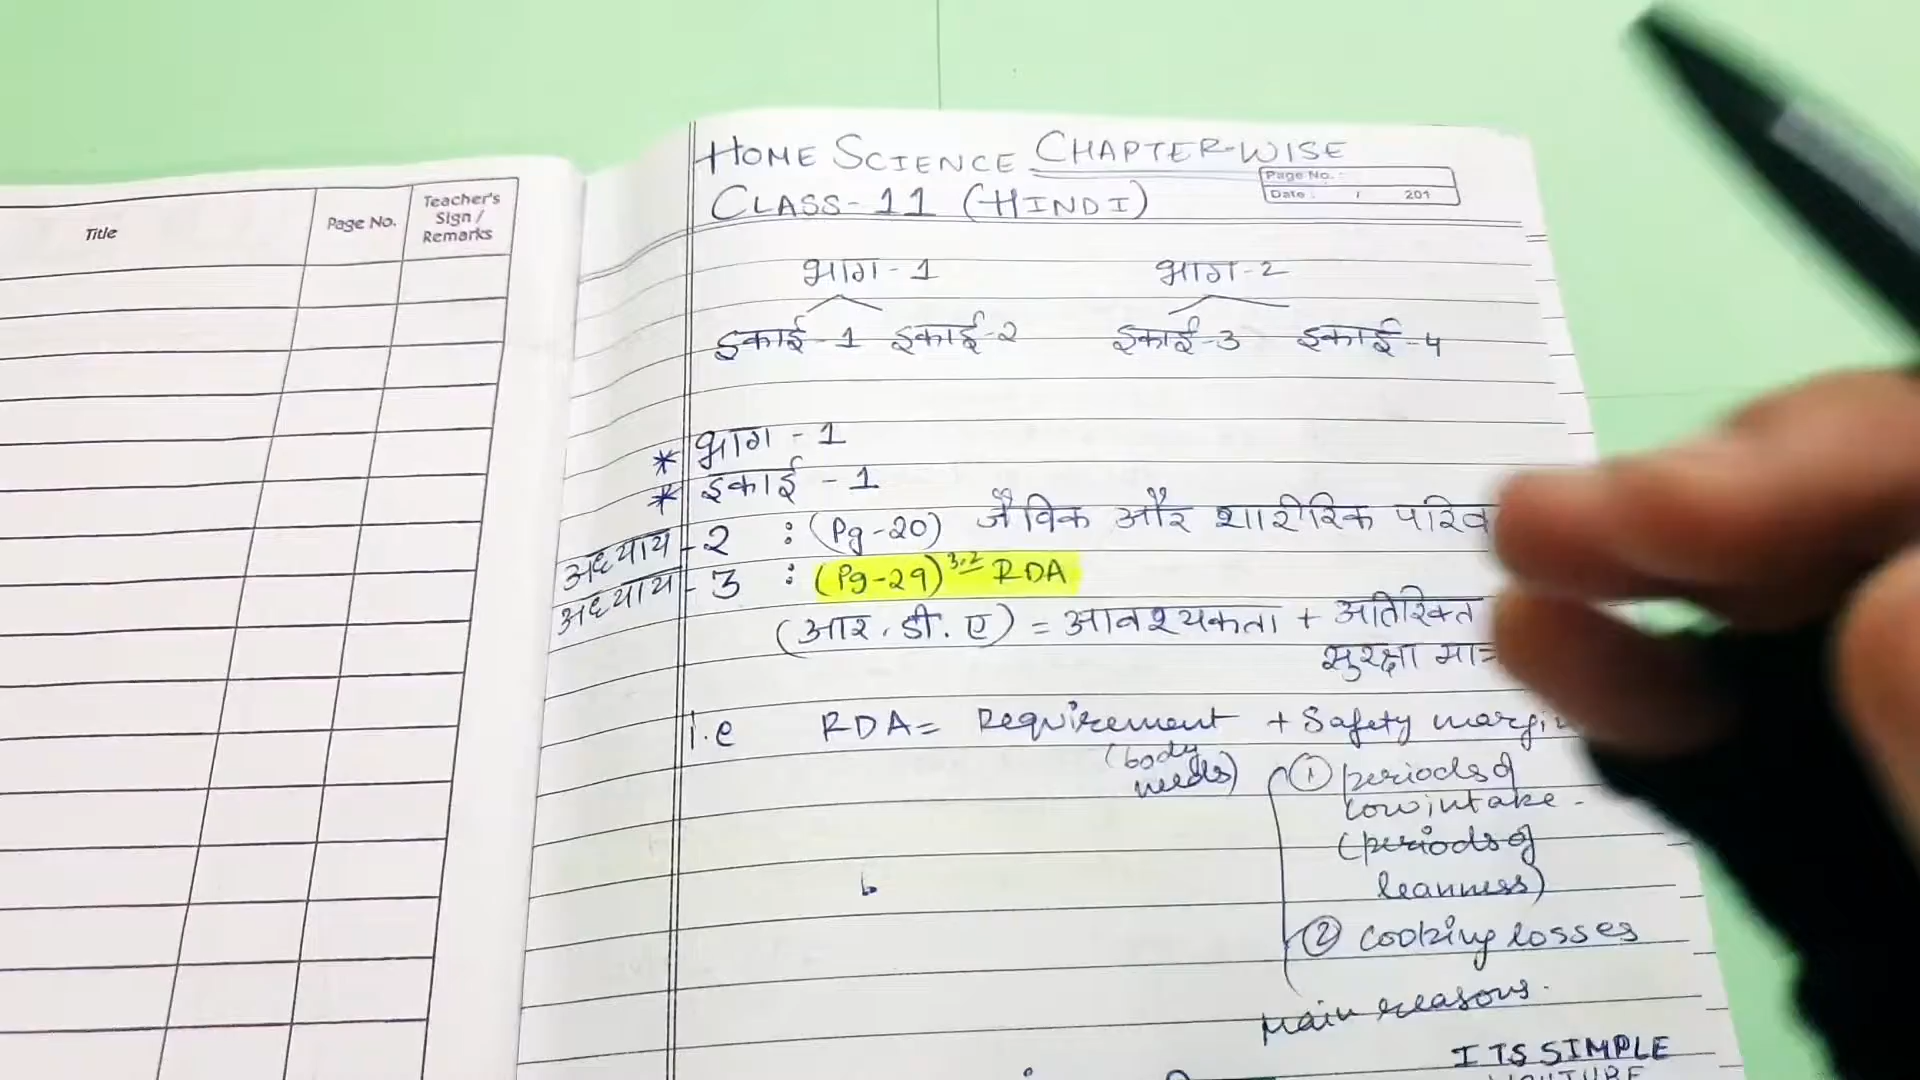 Title
Page No.
Teacher's
Sign /
Remarks
HOME SCIENCE CHAPTER-WISE
CLASS-11 (HINDI)
Page No. :
Date : / 201
भाग-1 भाग-2
इकाई-1 इकाई-2 इकाई-3 इकाई-4
* भाग-1
* इकाई-1
अध्याय-2 : (Pg-20) जैविक और शारीरिक
अध्याय-3 : (Pg-29) 3.2 RDA
(आर.डी.ए) = आवश्यकता + अतिरिक्त
सुरक्षा
i.e RDA = Requirement + Safety margin
(body
needs)
① periods of
low intake -
(periods of
leanness)
② cooking losses
Main reasons.
ITS SIMPLE